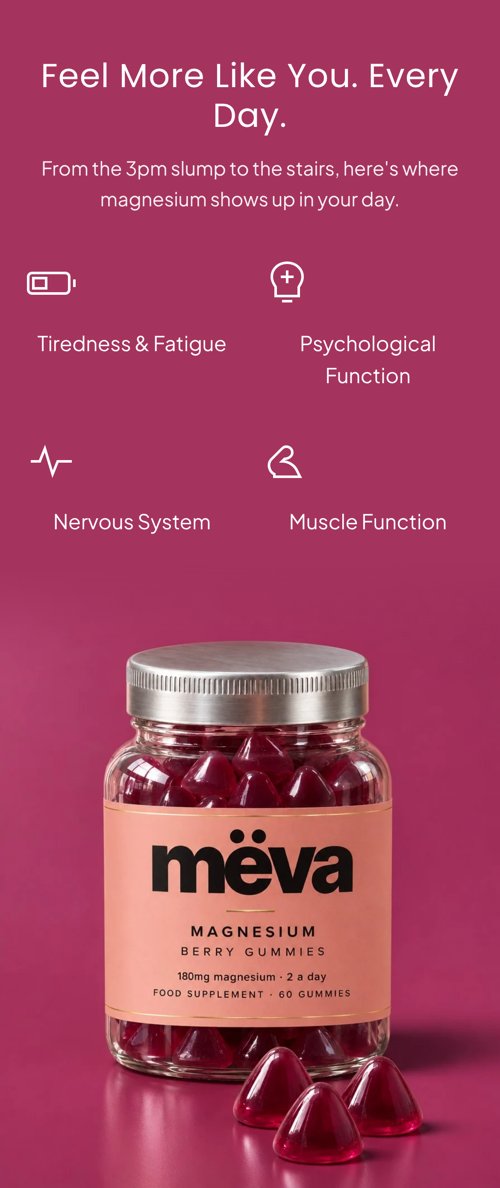 Feel More Like You. Every
Day.
From the 3pm slump to the stairs, here's where
magnesium shows up in your day.
Tiredness & Fatigue
Psychological
Function
Nervous System
Muscle Function
mëva
MAGNESIUM
BERRY GUMMIES
180mg magnesium · 2 a day
FOOD SUPPLEMENT · 60 GUMMIES